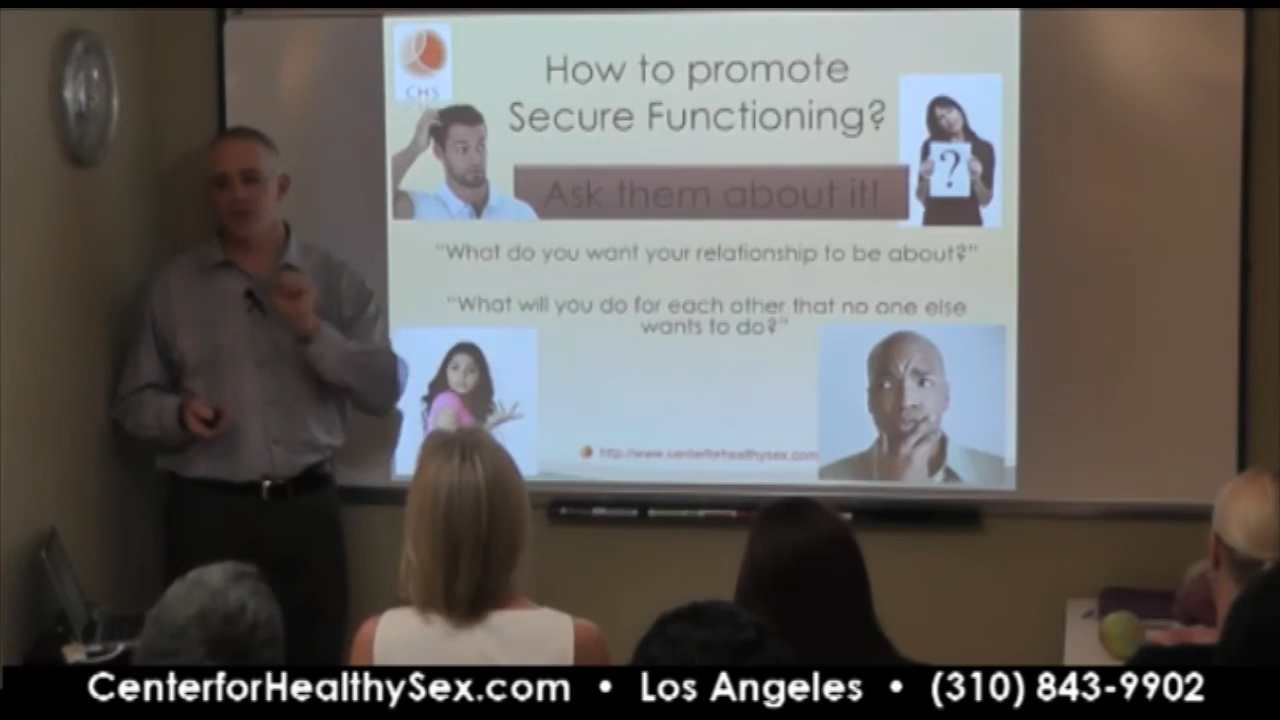 CHS
How to promote
Secure Functioning?
?
Ask them about it!
"What do you want your relationship to be about?"
"What will you do for each other that no one else
wants to do?"
http://www.centerforhealthysex.com
CenterforHealthySex.com • Los Angeles • (310) 843-9902